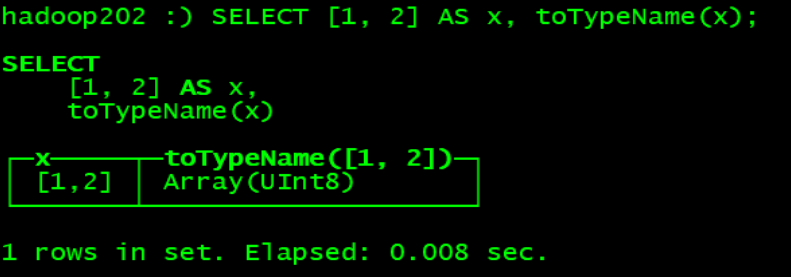 hadoop202 :) SELECT [1, 2] AS x, toTypeName(x);
SELECT
[1, 2] AS x,
toTypeName(x)
x toTypeName([1, 2])
[1,2] Array(UInt8)
1 rows in set. Elapsed: 0.008 sec.